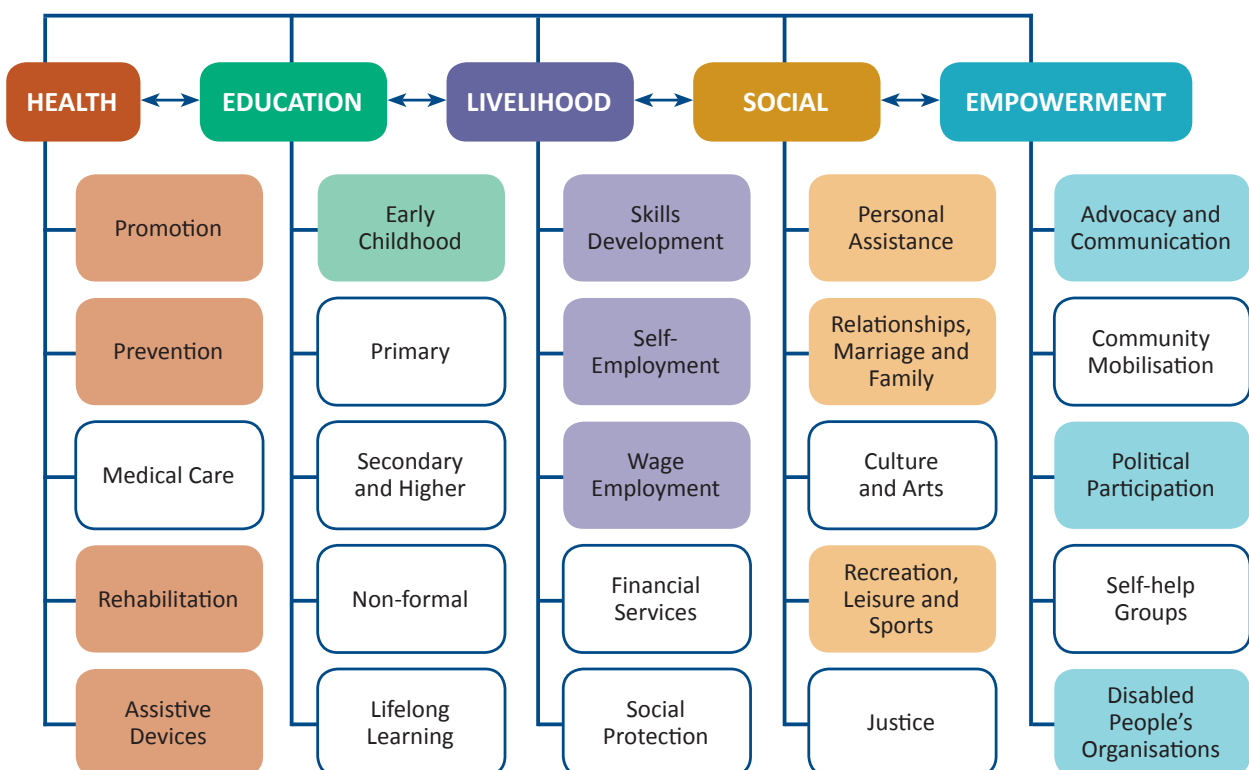 HEALTH
EDUCATION
LIVELIHOOD
SOCIAL
EMPOWERMENT
Promotion
Prevention
Medical Care
Rehabilitation
Assistive
Devices
Early
Childhood
Primary
Secondary
and Higher
Non-formal
Lifelong
Learning
Skills
Development
Self-
Employment
Wage
Employment
Financial
Services
Social
Protection
Personal
Assistance
Relationships,
Marriage and
Family
Culture
and Arts
Recreation,
Leisure and
Sports
Justice
Advocacy and
Communication
Community
Mobilisation
Political
Participation
Self-help
Groups
Disabled
People’s
Organisations